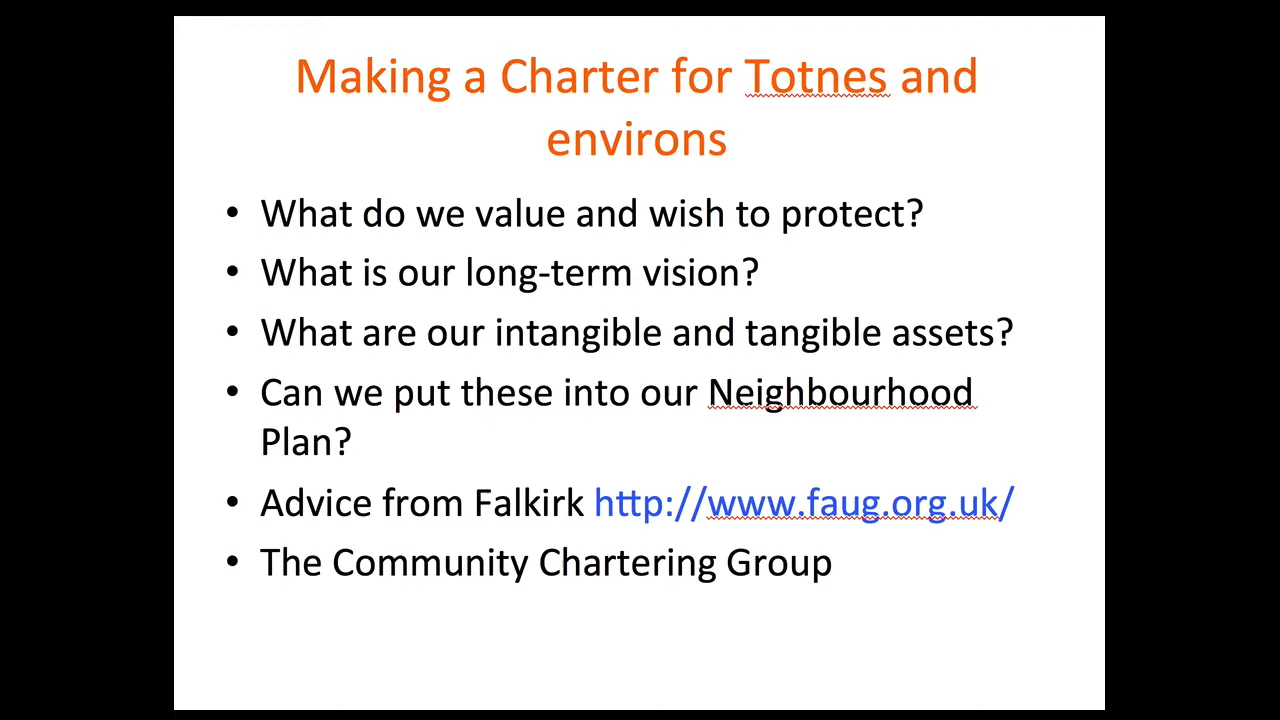 Making a Charter for Totnes and
environs
• What do we value and wish to protect?
• What is our long-term vision?
• What are our intangible and tangible assets?
• Can we put these into our Neighbourhood
Plan?
• Advice from Falkirk http://www.faug.org.uk/
• The Community Chartering Group